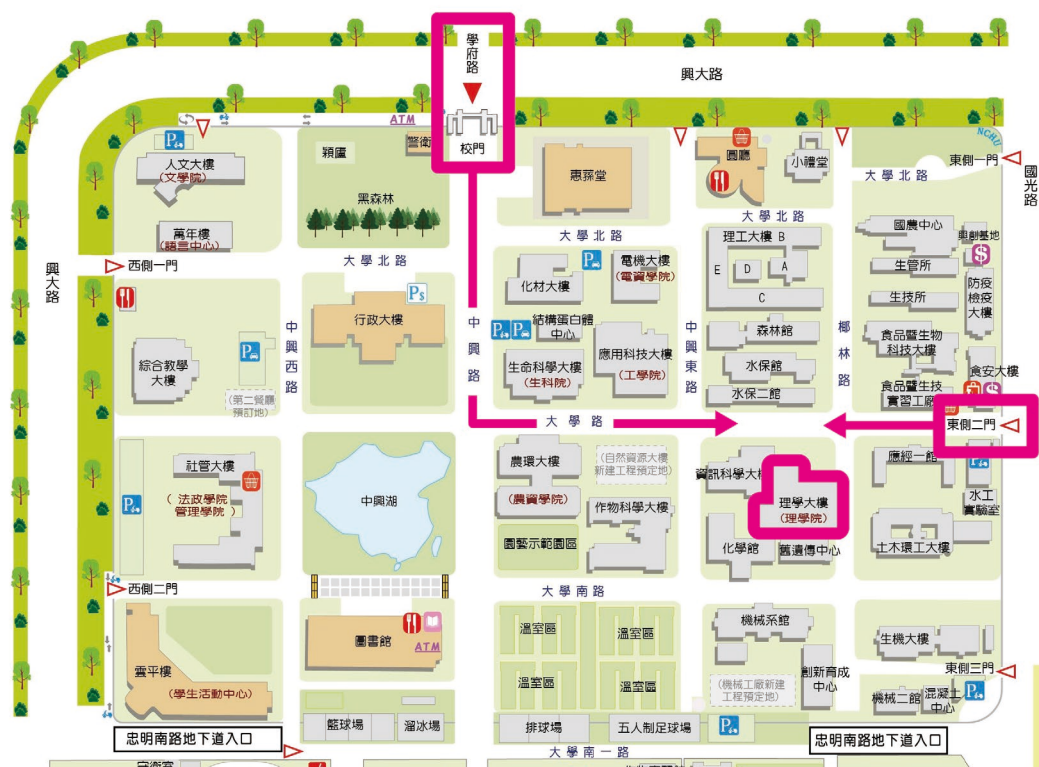 學府路
興大路
ATM
校門
警衛
穎廬
人文大樓
(文學院)
黑森林
惠蓀堂
圓廳
小禮堂
NCHU
東側一門
國光路
大學北路
萬年樓
(語言中心)
大學北路
大學北路
大學北路
理工大樓 B
國農中心
興創基地
興大路
西側一門
化材大樓
電機大樓
(電資學院)
E
D
A
C
生管所
防疫
檢疫
大樓
生技所
中興西路
行政大樓
中興路
結構蛋白體
中心
中興東路
森林館
椰林路
食品暨生物
科技大樓
綜合教學
大樓
生命科學大樓
(生科院)
應用科技大樓
(工學院)
水保館
食安大樓
(第二餐廳
預訂地)
水保二館
食品暨生技
實習工廠
大學路
東側二門
社管大樓
(法政學院
管理學院)
中興湖
農環大樓
(農資學院)
(自然資源大樓
新建工程預定地)
資訊科學大樓
理學大樓
(理學院)
應經一館
水工
實驗室
作物科學大樓
園藝示範園區
化學館
舊遺傳中心
土木環工大樓
西側二門
大學南路
圖書館
ATM
溫室區
溫室區
機械系館
生機大樓
雲平樓
(學生活動中心)
溫室區
溫室區
(機械工廠新建
工程預定地)
創新育成
中心
東側三門
機械二館
混凝土
中心
籃球場
溜冰場
排球場
五人制足球場
忠明南路地下道入口
忠明南路地下道入口
大學南一路